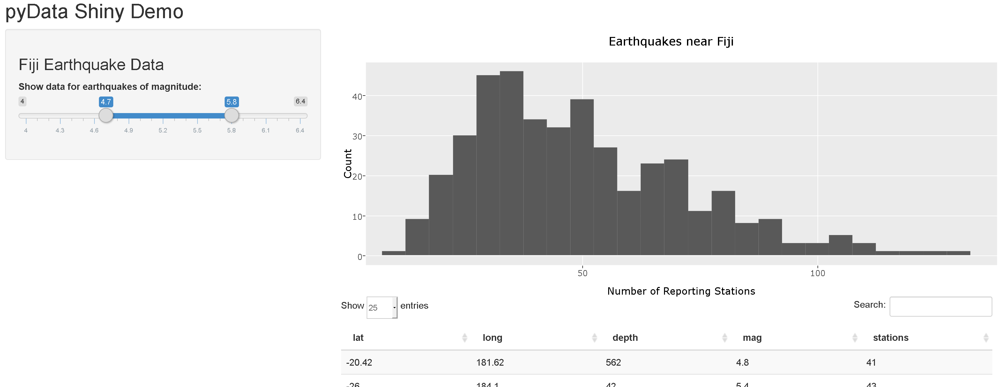 pyData Shiny Demo
Fiji Earthquake Data
Show data for earthquakes of magnitude:
4 4.7 5.8 6.4
4 4.3 4.6 4.9 5.2 5.5 5.8 6.1 6.4
Earthquakes near Fiji
Count
40
30
20
10
0
50 100
Number of Reporting Stations
Show 25 entries Search:
lat long depth mag stations
-20.42 181.62 562 4.8 41
-26 184.1 42 5.4 43